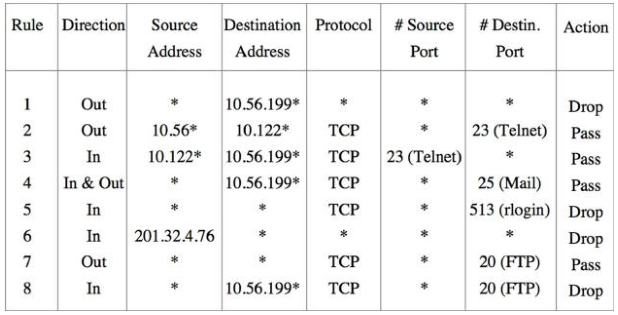 Rule Direction Source Address Destination Address Protocol # Source Port # Destin. Port Action
1 Out * 10.56.199* * * * Drop
2 Out 10.56* 10.122* TCP * 23 (Telnet) Pass
3 In 10.122* 10.56.199* TCP 23 (Telnet) * Pass
4 In & Out * 10.56.199* TCP * 25 (Mail) Pass
5 In * * TCP * 513 (rlogin) Drop
6 In 201.32.4.76 * * * * Drop
7 Out * * TCP * 20 (FTP) Pass
8 In * 10.56.199* TCP * 20 (FTP) Drop